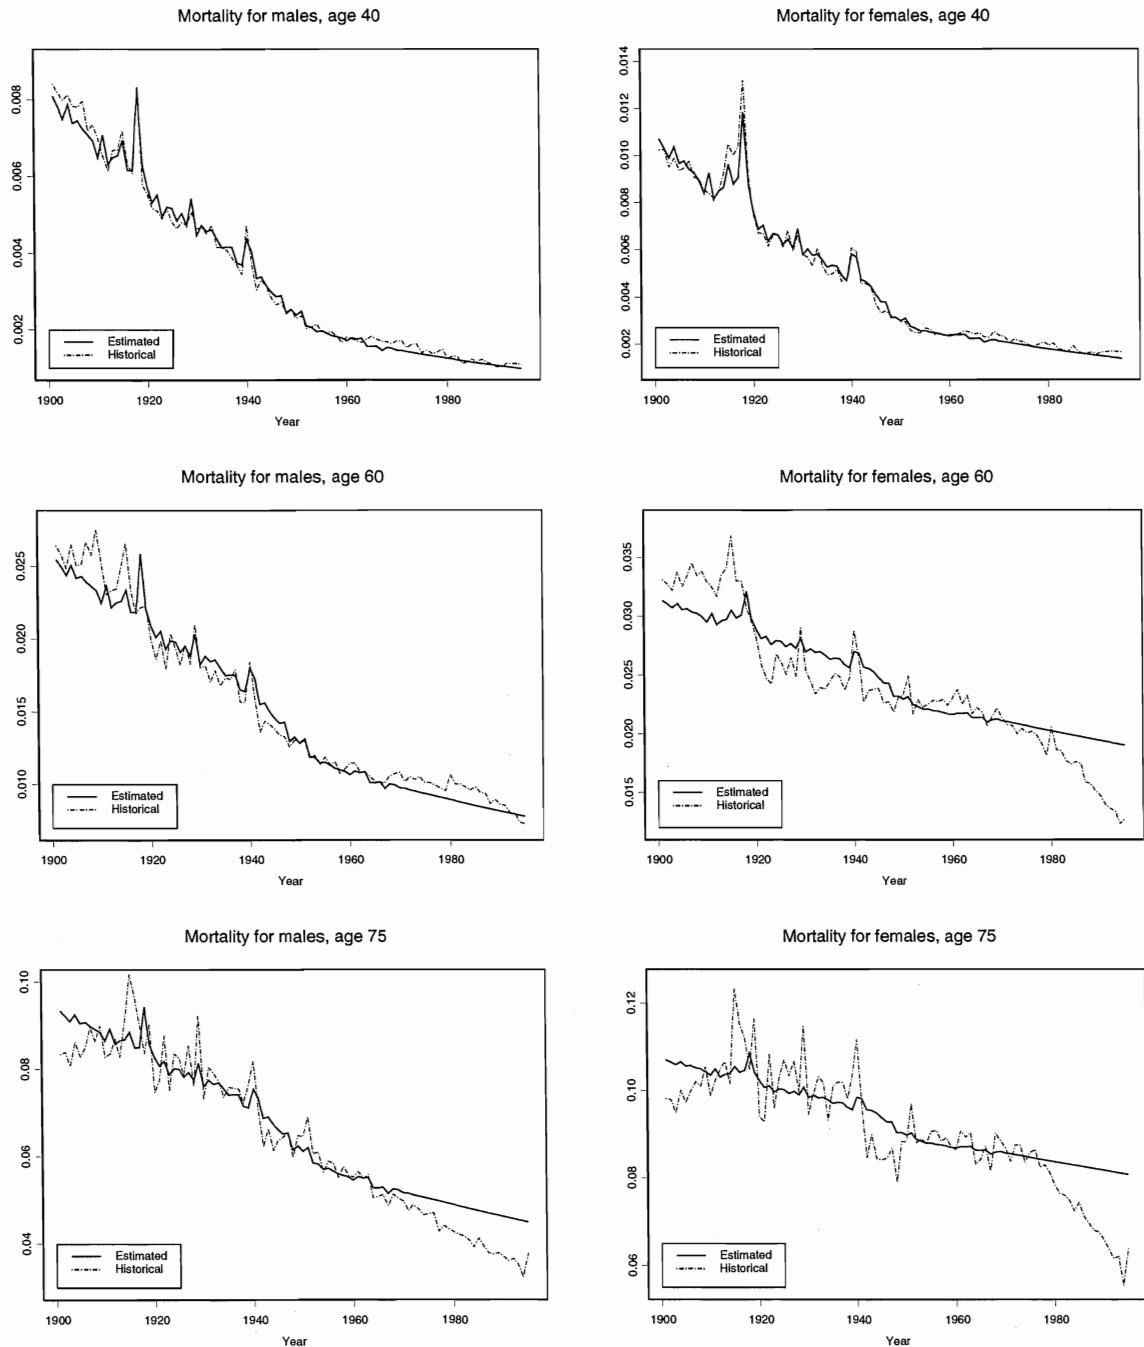 Mortality for males, age 40
0.008
0.006
0.004
0.002
Estimated
Historical
1900 1920 1940 1960 1980
Year
Mortality for females, age 40
0.014
0.012
0.010
0.008
0.006
0.004
0.002
Estimated
Historical
1900 1920 1940 1960 1980
Year
Mortality for males, age 60
0.025
0.020
0.015
0.010
Estimated
Historical
1900 1920 1940 1960 1980
Year
Mortality for females, age 60
0.035
0.030
0.025
0.020
0.015
Estimated
Historical
1900 1920 1940 1960 1980
Year
Mortality for males, age 75
0.10
0.08
0.06
0.04
Estimated
Historical
1900 1920 1940 1960 1980
Year
Mortality for females, age 75
0.12
0.10
0.08
0.06
Estimated
Historical
1900 1920 1940 1960 1980
Year